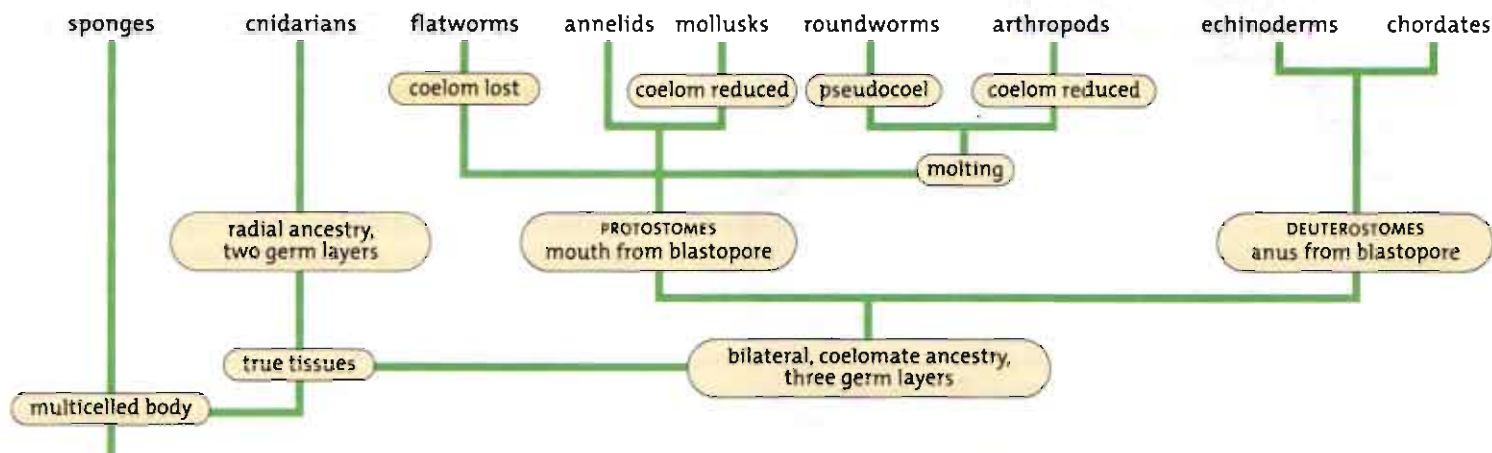 sponges cnidarians flatworms annelids mollusks roundworms arthropods echinoderms chordates
coelom lost coelom reduced pseudocoel coelom reduced
molting
radial ancestry,
two germ layers
PROTOSTOMES
mouth from blastopore
DEUTEROSTOMES
anus from blastopore
true tissues
bilateral, coelomate ancestry,
three germ layers
multicelled body